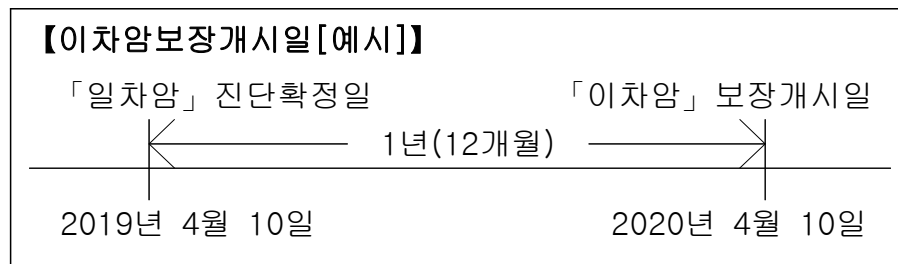 【이차암보장개시일[예시]】
「일차암」진단확정일 「이차암」보장개시일
1년(12개월)
2019년 4월 10일 2020년 4월 10일